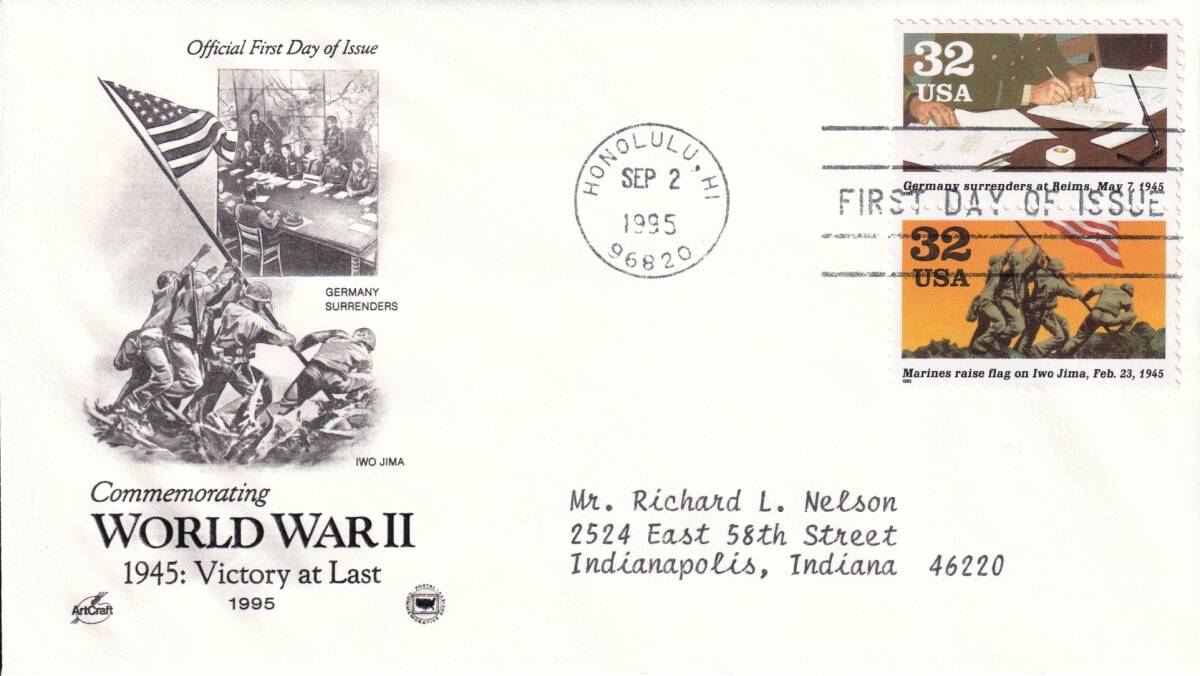 Official First Day of Issue
GERMANY
SURRENDERS
IWO JIMA
Commemorating
WORLD WAR II
1945: Victory at Last
1995
ArtCraft
POSTAL
COMMEMORATIVE
HONOLULU, HI
SEP 2
1995
96820
32
USA
Germany surrenders at Reims, May 7, 1945
FIRST DAY OF ISSUE
32
USA
Marines raise flag on Iwo Jima, Feb. 23, 1945
1995
Mr. Richard L. Nelson
2524 East 58th Street
Indianapolis, Indiana 46220